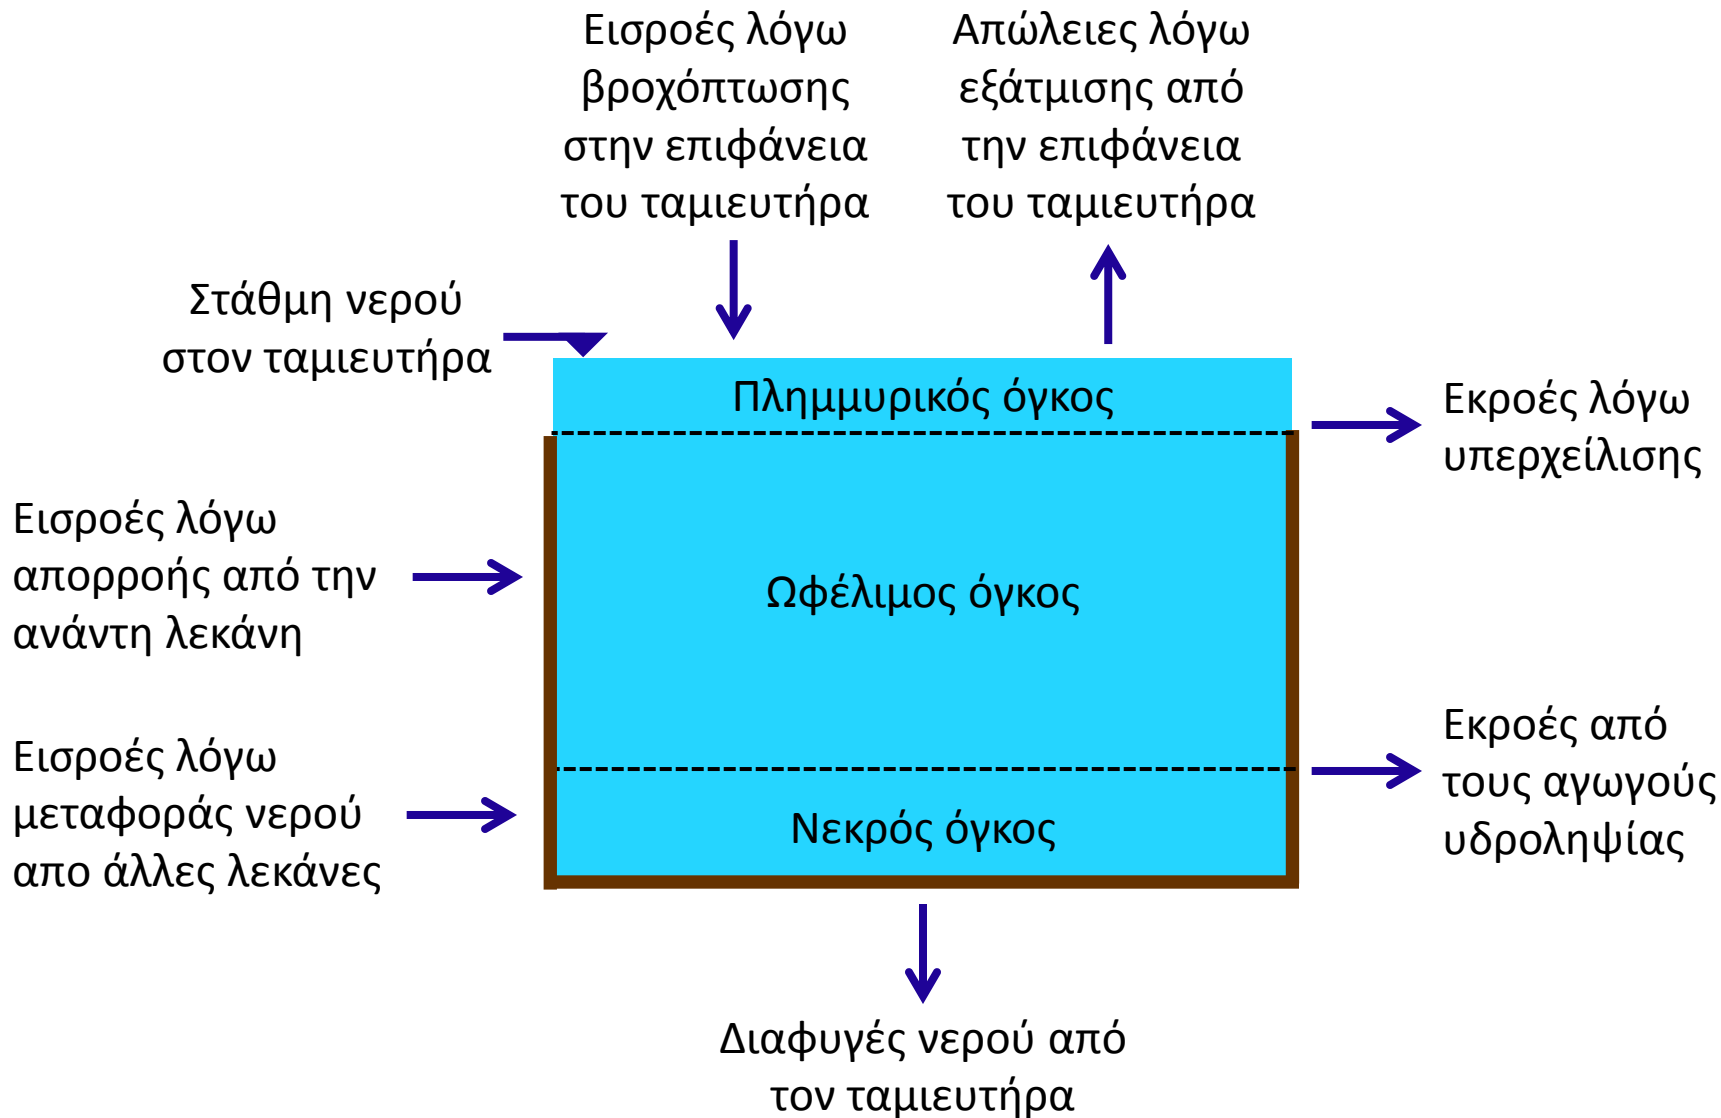 Εισροές λόγω
βροχόπτωσης
στην επιφάνεια
του ταμιευτήρα
Απώλειες λόγω
εξάτμισης από
την επιφάνεια
του ταμιευτήρα
Στάθμη νερού
στον ταμιευτήρα
Πλημμυρικός όγκος
Εκροές λόγω
υπερχείλισης
Εισροές λόγω
απορροής από την
ανάντη λεκάνη
Ωφέλιμος όγκος
Εισροές λόγω
μεταφοράς νερού
απο άλλες λεκάνες
Νεκρός όγκος
Εκροές από
τους αγωγούς
υδροληψίας
Διαφυγές νερού από
τον ταμιευτήρα